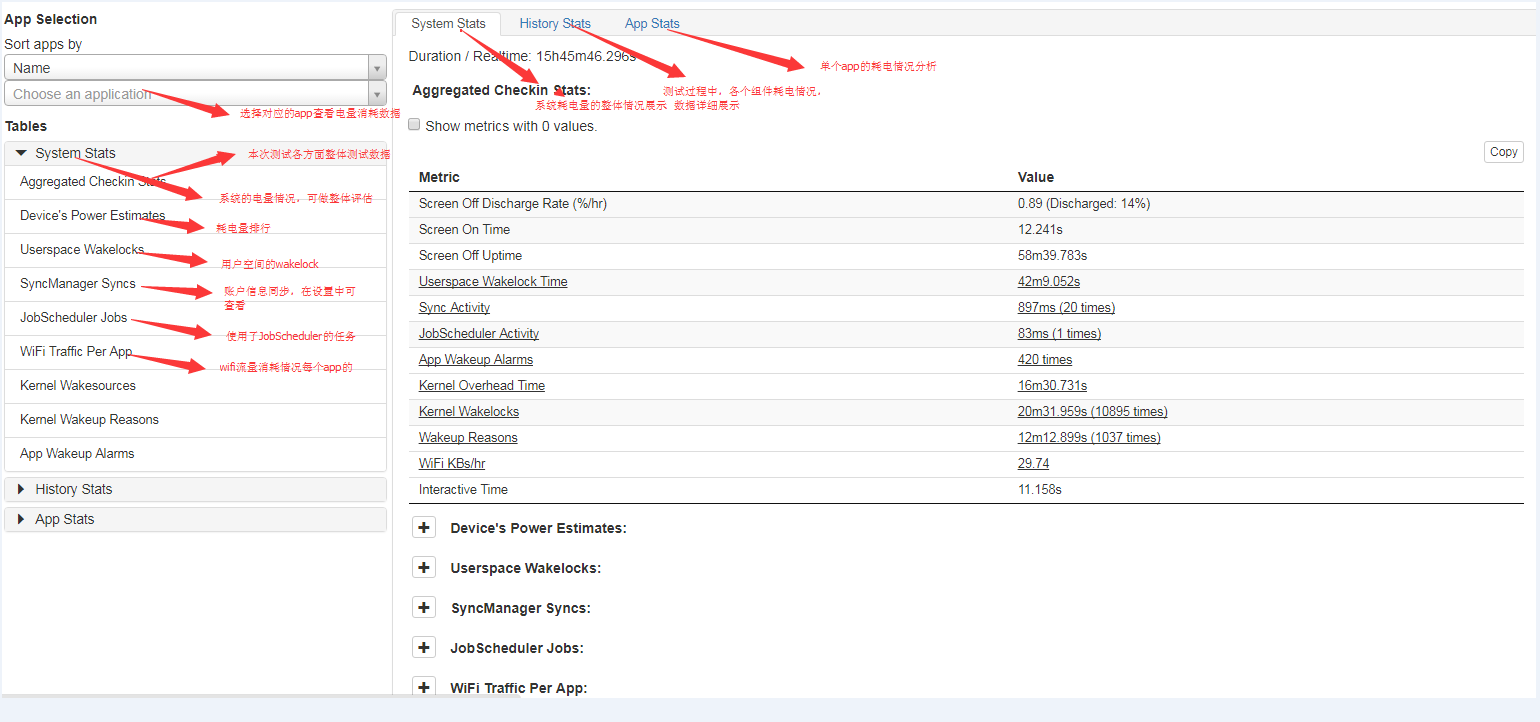 App Selection
Sort apps by
Name
Choose an application
选择对应的app查看电量消耗数据
Tables
System Stats
本次测试各方面整体测试数据
Aggregated Checkin Stats
系统的电量情况，可做整体评估
Device's Power Estimates
耗电量排行
Userspace Wakelocks
用户空间的wakelock
SyncManager Syncs
账户信息同步，在设置中可
查看
JobScheduler Jobs
使用了JobScheduler的任务
WiFi Traffic Per App
wifi流量消耗情况每个app的
Kernel Wakesources
Kernel Wakeup Reasons
App Wakeup Alarms
History Stats
App Stats
System Stats
History Stats
App Stats
Duration / Realtime: 15h45m46.296s
单个app的耗电情况分析
Aggregated Checkin Stats:
测试过程中，各个组件耗电情况，
系统耗电量的整体情况展示
数据详细展示
Show metrics with 0 values.
Copy
Metric Value
Screen Off Discharge Rate (%/hr) 0.89 (Discharged: 14%)
Screen On Time 12.241s
Screen Off Uptime 58m39.783s
Userspace Wakelock Time 42m9.052s
Sync Activity 897ms (20 times)
JobScheduler Activity 83ms (1 times)
App Wakeup Alarms 420 times
Kernel Overhead Time 16m30.731s
Kernel Wakelocks 20m31.959s (10895 times)
Wakeup Reasons 12m12.899s (1037 times)
WiFi KBs/hr 29.74
Interactive Time 11.158s
Device's Power Estimates:
Userspace Wakelocks:
SyncManager Syncs:
JobScheduler Jobs:
WiFi Traffic Per App: